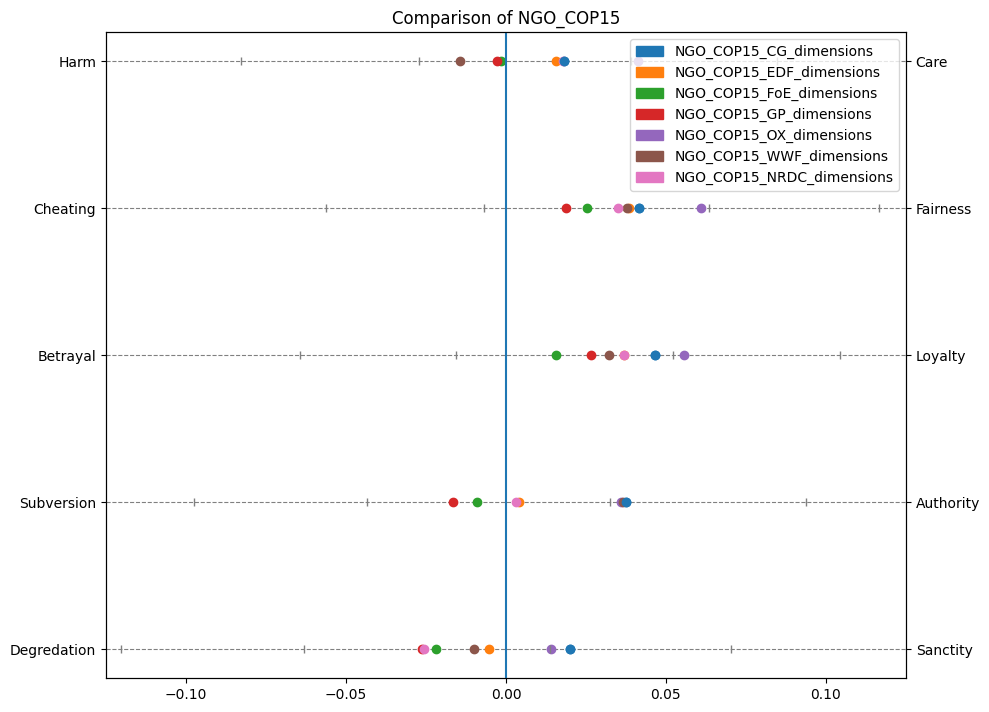 Comparison of NGO_COP15
Harm
Care
NGO_COP15_CG_dimensions
NGO_COP15_EDF_dimensions
NGO_COP15_FoE_dimensions
NGO_COP15_GP_dimensions
NGO_COP15_OX_dimensions
NGO_COP15_WWF_dimensions
NGO_COP15_NRDC_dimensions
Cheating
Fairness
Betrayal
Loyalty
Subversion
Authority
Degredation
Sanctity
−0.10
−0.05
0.00
0.05
0.10